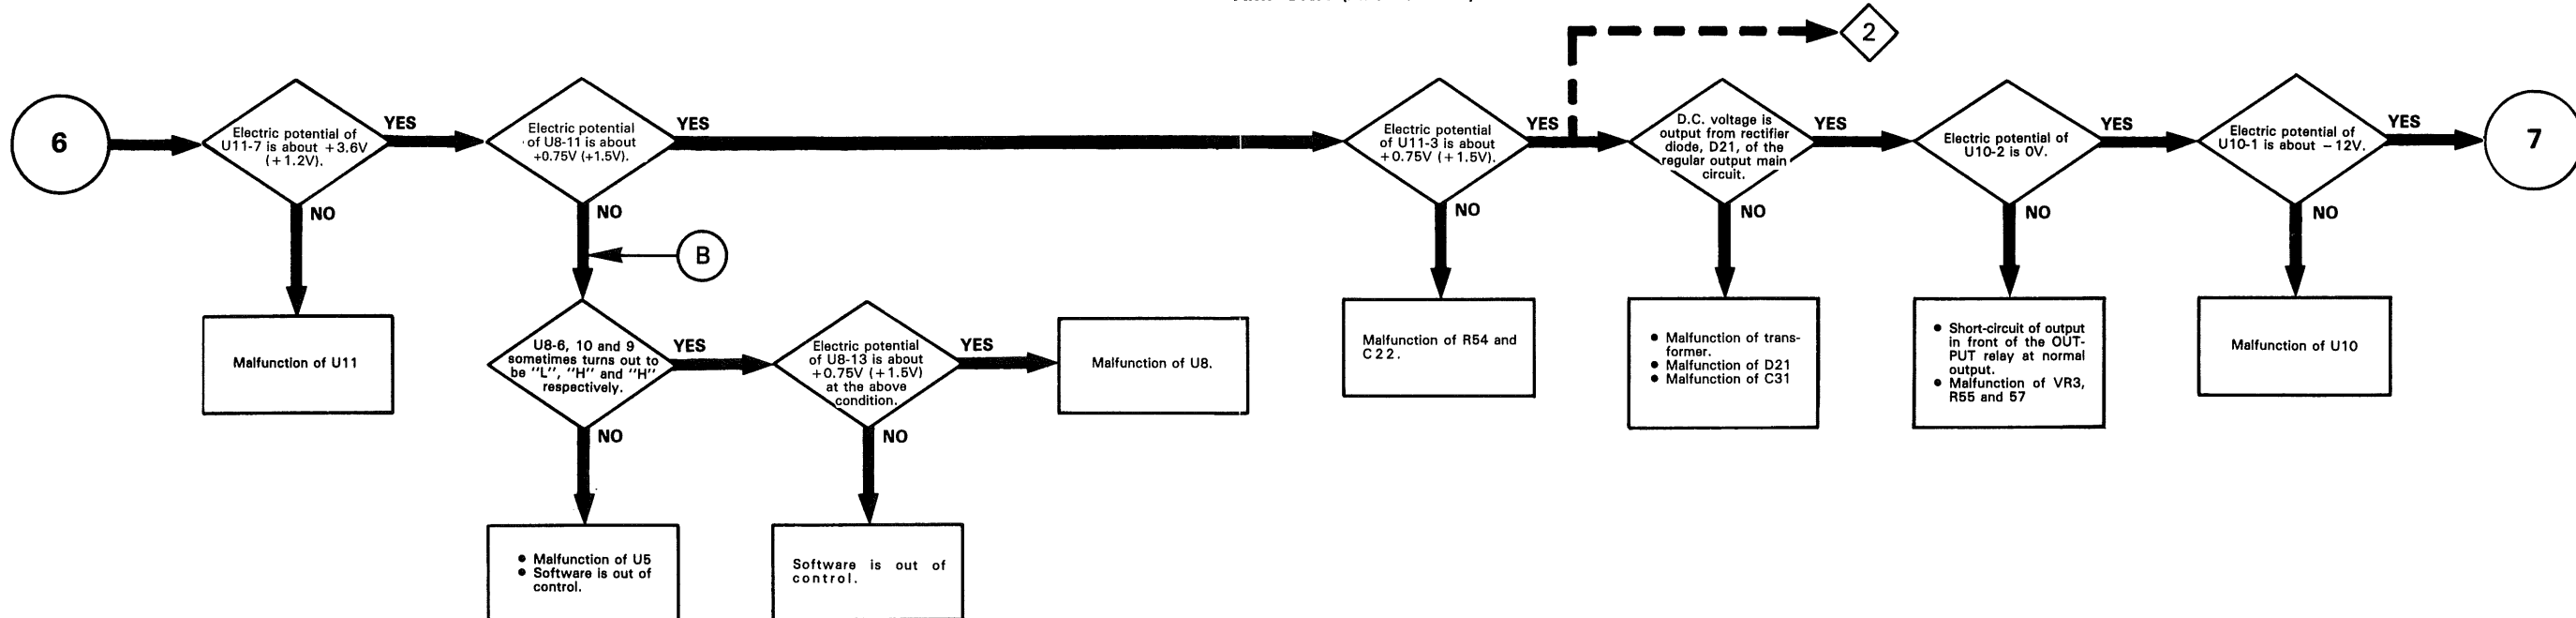 2
6
Electric potential of
U11-7 is about +3.6V
(+1.2V).
YES
NO
Malfunction of U11
Electric potential
of U8-11 is about
+0.75V (+1.5V).
YES
NO
B
U8-6, 10 and 9
sometimes turns out to
be "L", "H" and "H"
respectively.
YES
NO
• Malfunction of U5
• Software is out of
control.
Electric potential
of U8-13 is about
+0.75V (+1.5V)
at the above
condition.
YES
NO
Software is out of
control.
Malfunction of U8.
Electric potential
of U11-3 is about
+0.75V (+1.5V).
YES
NO
Malfunction of R54 and
C22.
D.C. voltage is
output from rectifier
diode, D21, of the
regular output main
circuit.
YES
NO
• Malfunction of trans-
former.
• Malfunction of D21
• Malfunction of C31
Electric potential of
U10-2 is 0V.
YES
NO
• Short-circuit of output
in front of the OUT-
PUT relay at normal
output.
• Malfunction of VR3,
R55 and 57
Electric potential of
U10-1 is about −12V.
YES
NO
Malfunction of U10
7